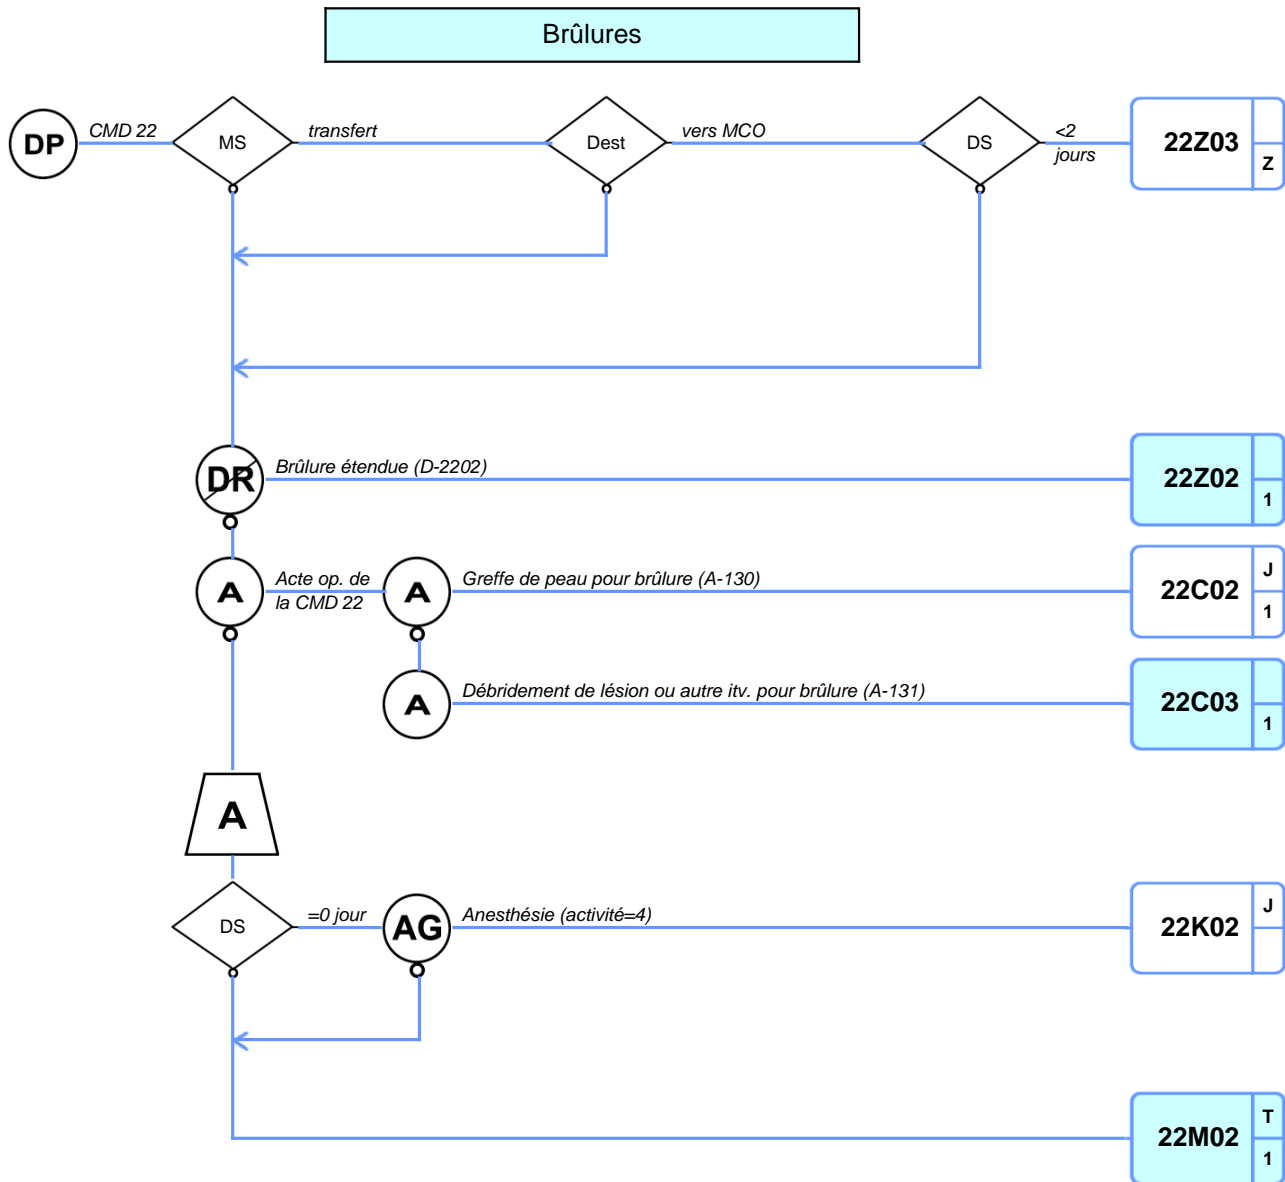 Brûlures
DP
CMD 22
MS
transfert
Dest
vers MCO
DS
<2
jours
22Z03
Z
DR
Brûlure étendue (D-2202)
22Z02
1
A
Acte op. de
la CMD 22
A
Greffe de peau pour brûlure (A-130)
22C02
J
1
A
Débridement de lésion ou autre itv. pour brûlure (A-131)
22C03
1
A
DS
=0 jour
AG
Anesthésie (activité=4)
22K02
J
22M02
T
1